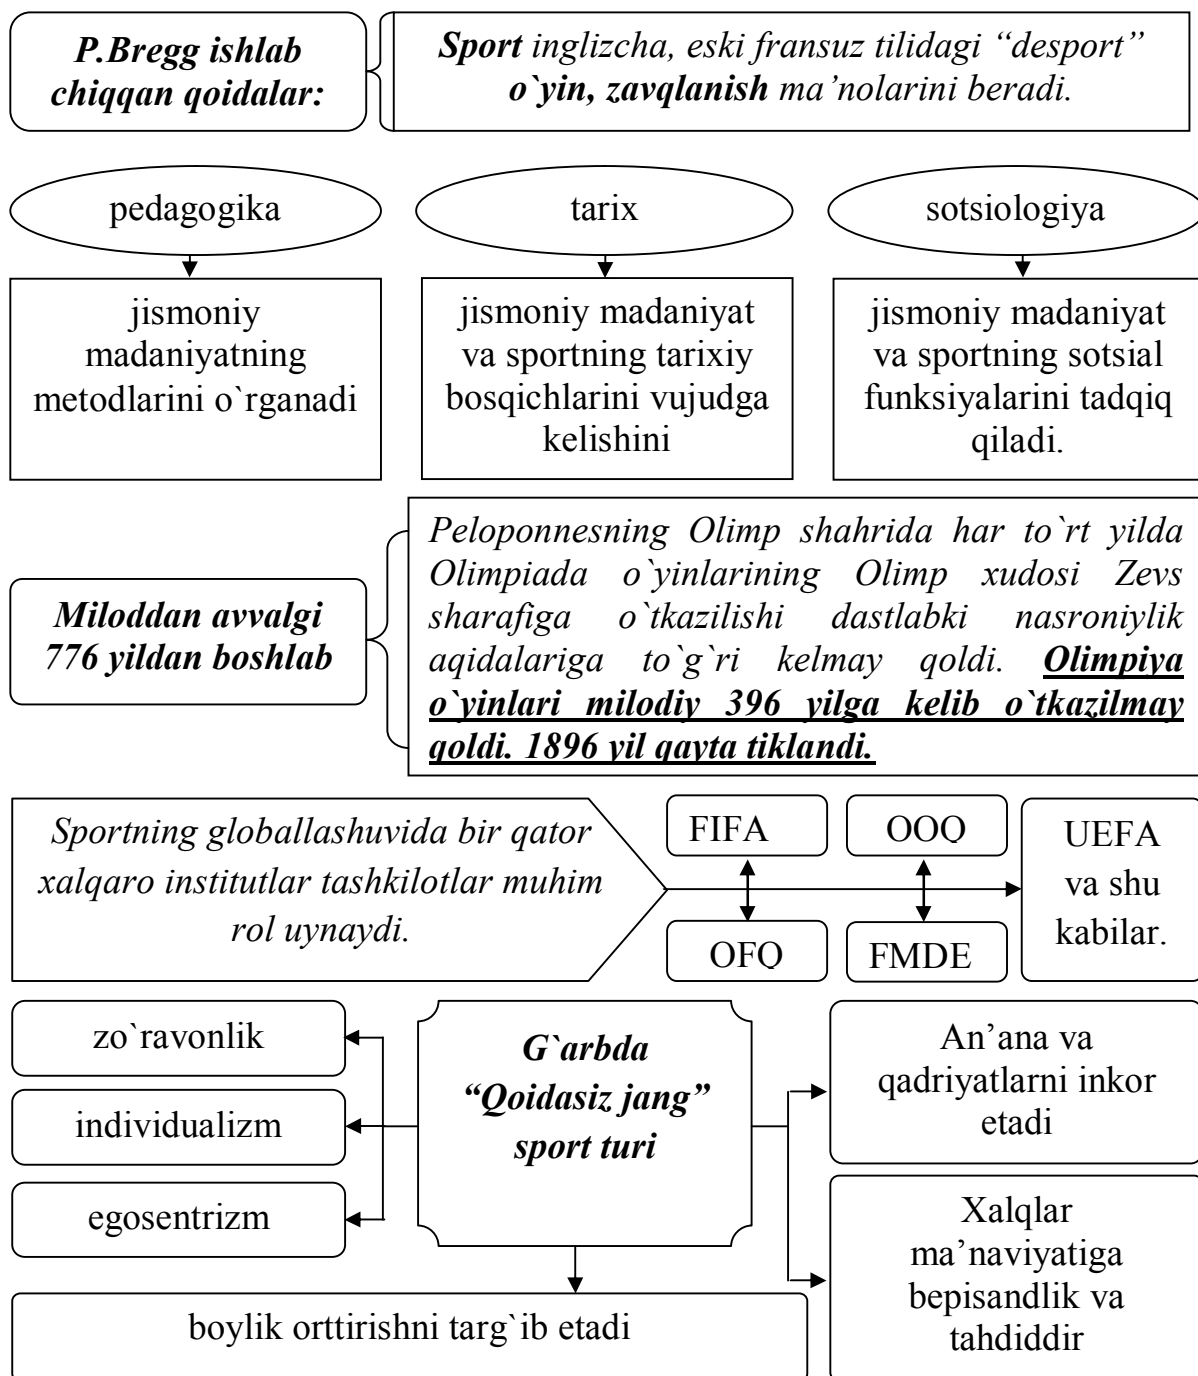 P.Bregg ishlab
chiqqan qoidalar:
Sport inglizcha, eski fransuz tilidagi “desport”
o`yin, zavqlanish ma’nolarini beradi.
pedagogika
tarix
sotsiologiya
jismoniy
madaniyatning
metodlarini o`rganadi
jismoniy madaniyat
va sportning tarixiy
bosqichlarini vujudga
kelishini
jismoniy madaniyat
va sportning sotsial
funksiyalarini tadqiq
qiladi.
Miloddan avvalgi
776 yildan boshlab
Peloponnesning Olimp shahrida har to`rt yilda
Olimpiada o`yinlarining Olimp xudosi Zevs
sharafiga o`tkazilishi dastlabki nasroniylik
aqidalariga to`g`ri kelmay qoldi. Olimpiya
o`yinlari milodiy 396 yilga kelib o`tkazilmay
qoldi. 1896 yil qayta tiklandi.
Sportning globallashuvida bir qator
xalqaro institutlar tashkilotlar muhim
rol uynaydi.
FIFA
OOQ
OFQ
FMDE
UEFA
va shu
kabilar.
zo`ravonlik
individualizm
egosentrizm
G`arbda
“Qoidasiz jang”
sport turi
An’ana va
qadriyatlarni inkor
etadi
Xalqlar
ma’naviyatiga
bepisandlik va
tahdiddir
boylik orttirishni targ`ib etadi